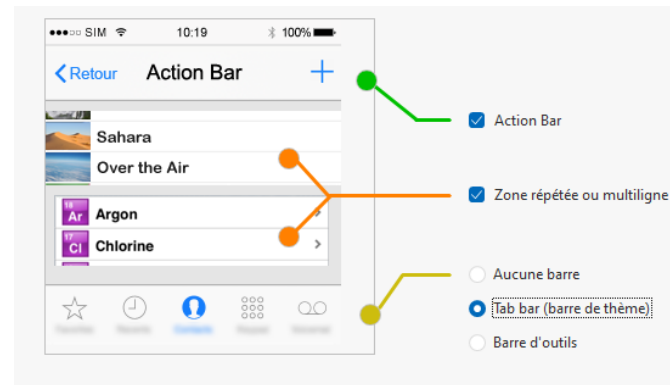 SIM 10:19 100%
Retour Action Bar +
Sahara
Over the Air
18 Ar Argon
17 Cl Chlorine
Action Bar
Zone répétée ou multiligne
Aucune barre
Tab bar (barre de thème)
Barre d'outils